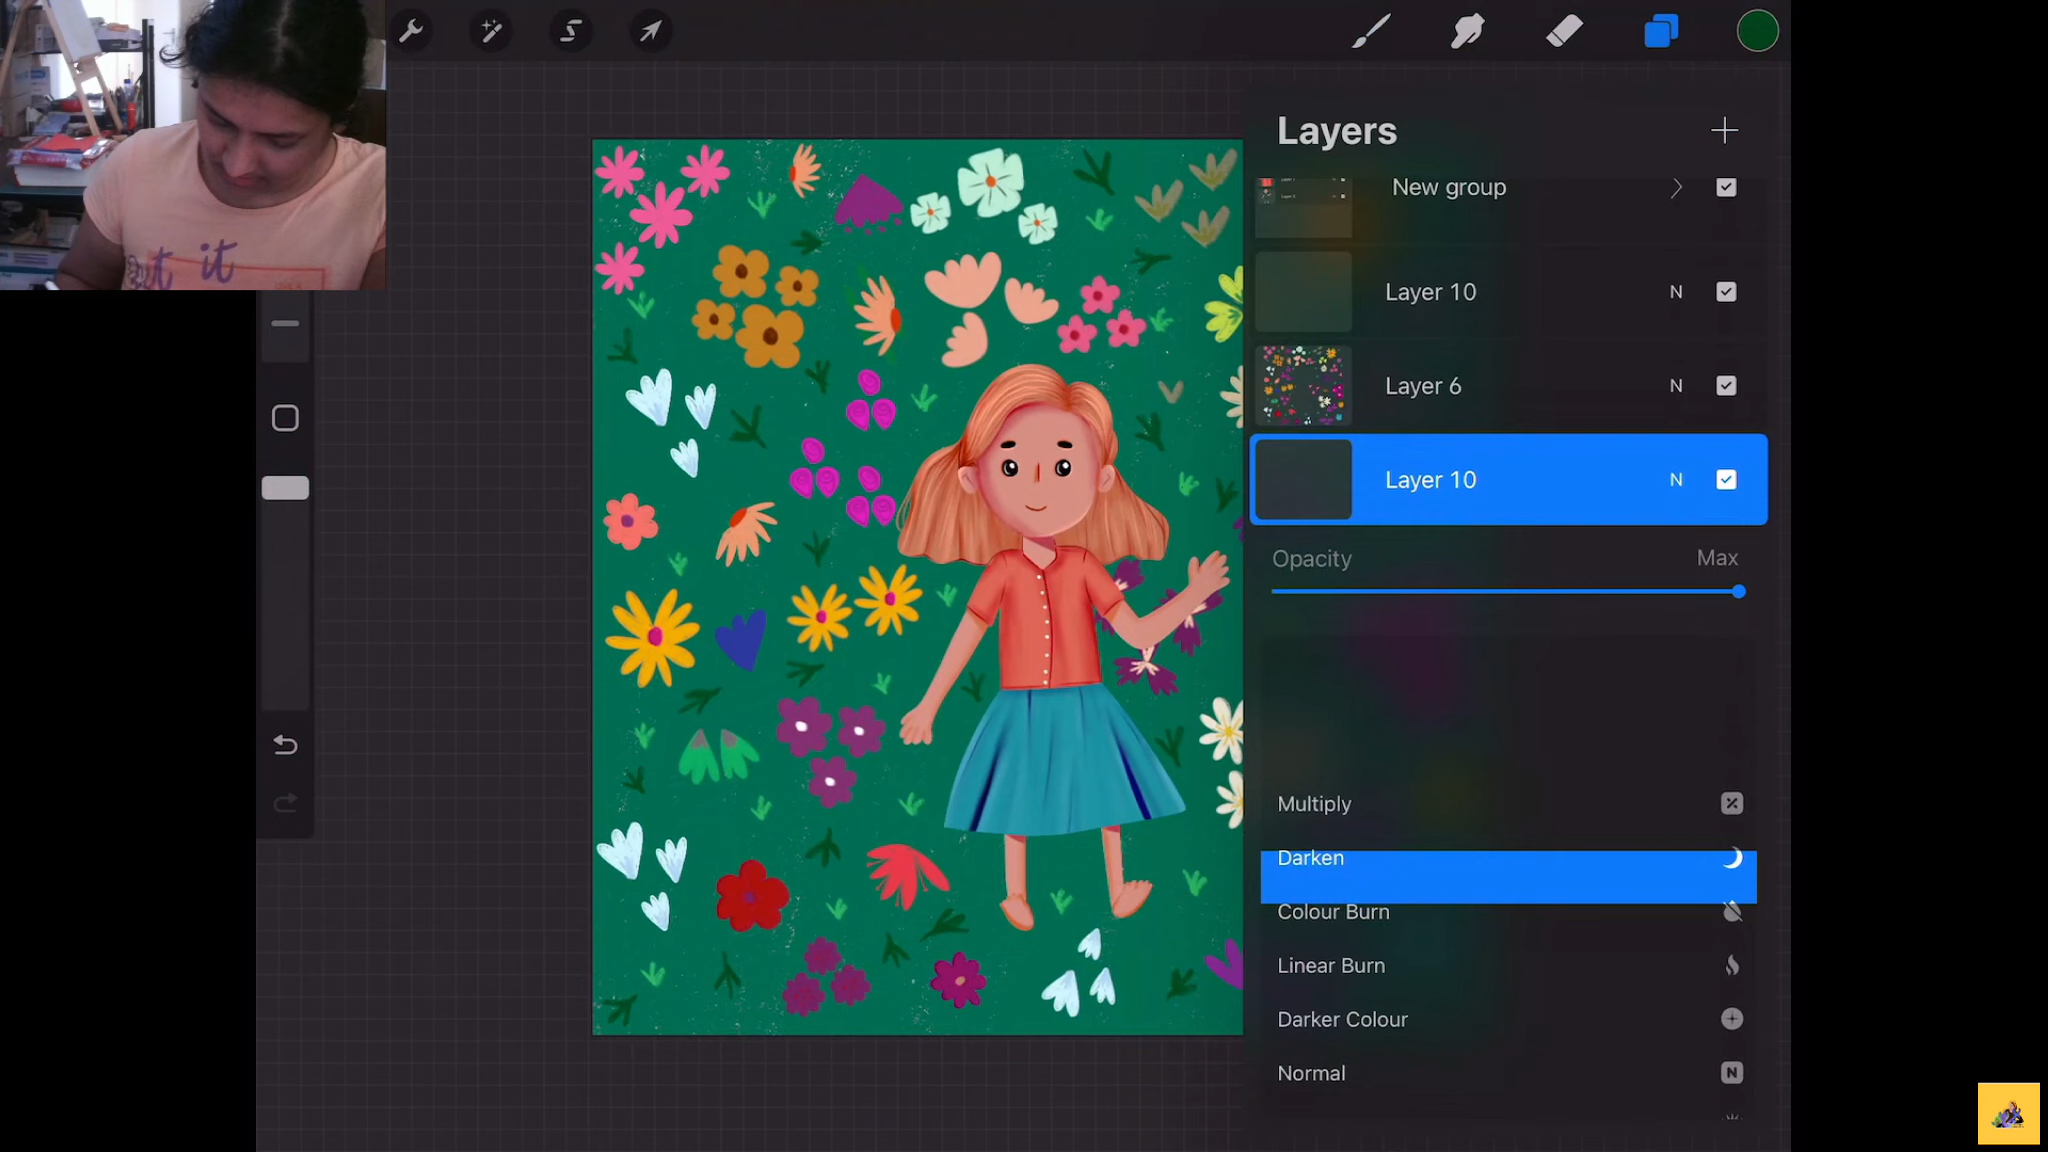 Layers
New group
Layer 10 N
Layer 6 N
Layer 10 N
Opacity Max
Multiply
Darken
Colour Burn
Linear Burn
Darker Colour
Normal N
it